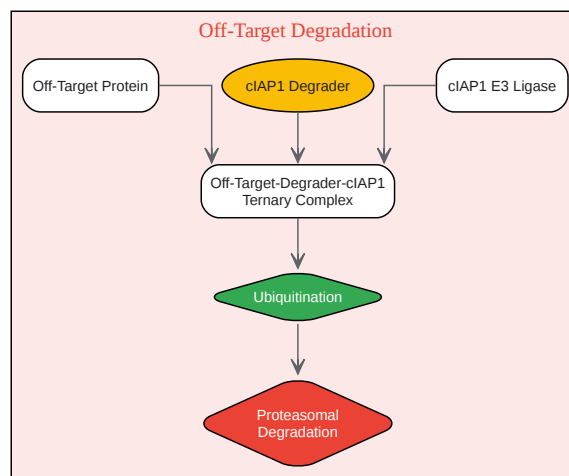 Off-Target Degradation
Off-Target Protein
cIAP1 Degrader
cIAP1 E3 Ligase
Off-Target-Degrader-cIAP1
Ternary Complex
Ubiquitination
Proteasomal
Degradation